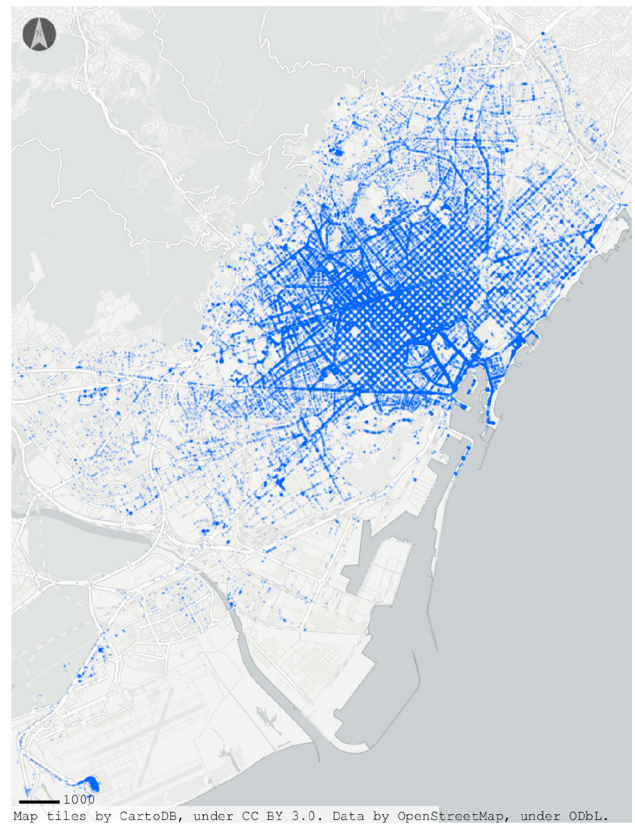 N
1000
Map tiles by CartoDB, under CC BY 3.0. Data by OpenStreetMap, under ODbL.